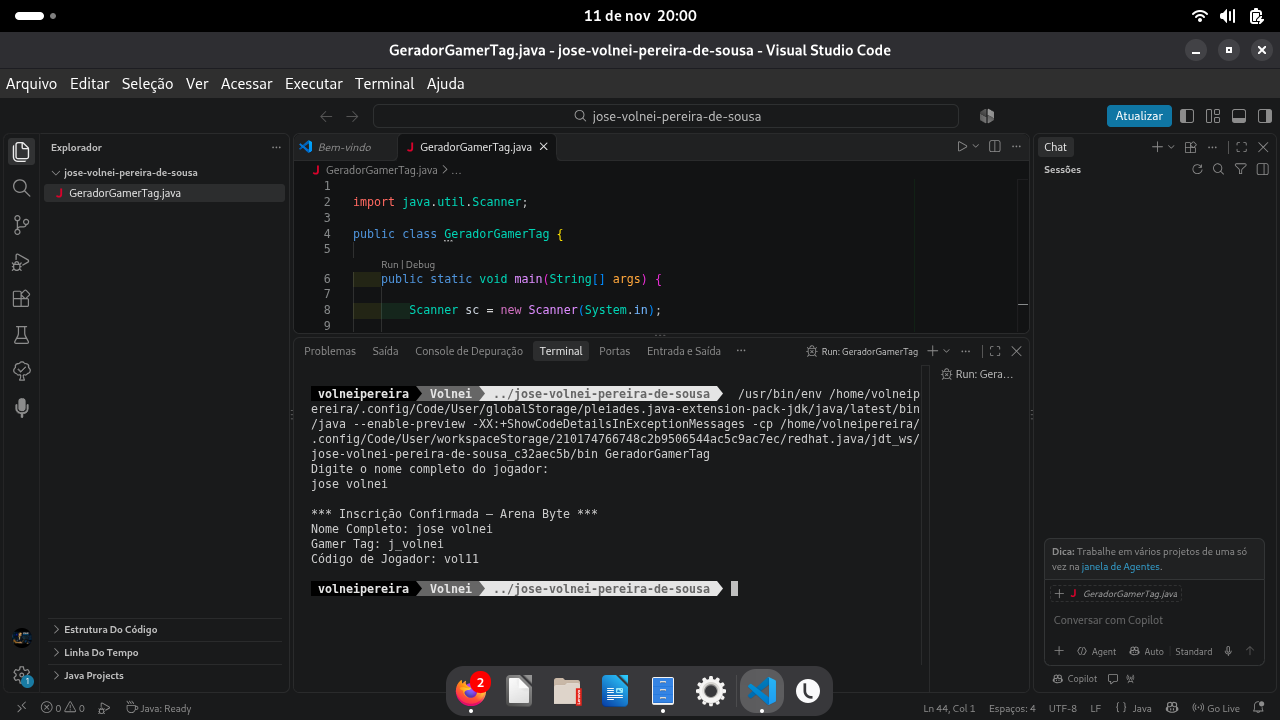 11 de nov 20:00
GeradorGamerTag.java - jose-volnei-pereira-de-sousa - Visual Studio Code
Arquivo Editar Seleção Ver Acessar Executar Terminal Ajuda
jose-volnei-pereira-de-sousa
Atualizar
Explorador
jose-volnei-pereira-de-sousa
GeradorGamerTag.java
Estrutura Do Código
Linha Do Tempo
Java Projects
1
Bem-vindo
GeradorGamerTag.java
GeradorGamerTag.java > ...
1
2 import java.util.Scanner;
3
4 public class GeradorGamerTag {
5
Run | Debug
6 public static void main(String[] args) {
7
8 Scanner sc = new Scanner(System.in);
9
Problemas Saída Console de Depuração Terminal Portas Entrada e Saída
Run: GeradorGamerTag
Run: Gera...
volneipereira Volnei ../jose-volnei-pereira-de-sousa /usr/bin/env /home/volneip
ereira/.config/Code/User/globalStorage/pleiades.java-extension-pack-jdk/java/latest/bin
/java --enable-preview -XX:+ShowCodeDetailsInExceptionMessages -cp /home/volneipereira/
.config/Code/User/workspaceStorage/210174766748c2b9506544ac5c9ac7ec/redhat.java/jdt_ws/
jose-volnei-pereira-de-sousa_c32aec5b/bin GeradorGamerTag
Digite o nome completo do jogador:
jose volnei
*** Inscrição Confirmada – Arena Byte ***
Nome Completo: jose volnei
Gamer Tag: j_volnei
Código de Jogador: vol11
volneipereira Volnei ../jose-volnei-pereira-de-sousa
Chat
Sessões
Dica: Trabalhe em vários projetos de uma só
vez na janela de Agentes.
GeradorGamerTag.java
Conversar com Copilot
Agent Auto Standard
Copilot
2
0 0 Java: Ready
Ln 44, Col 1 Espaços: 4 UTF-8 LF {} Java Go Live